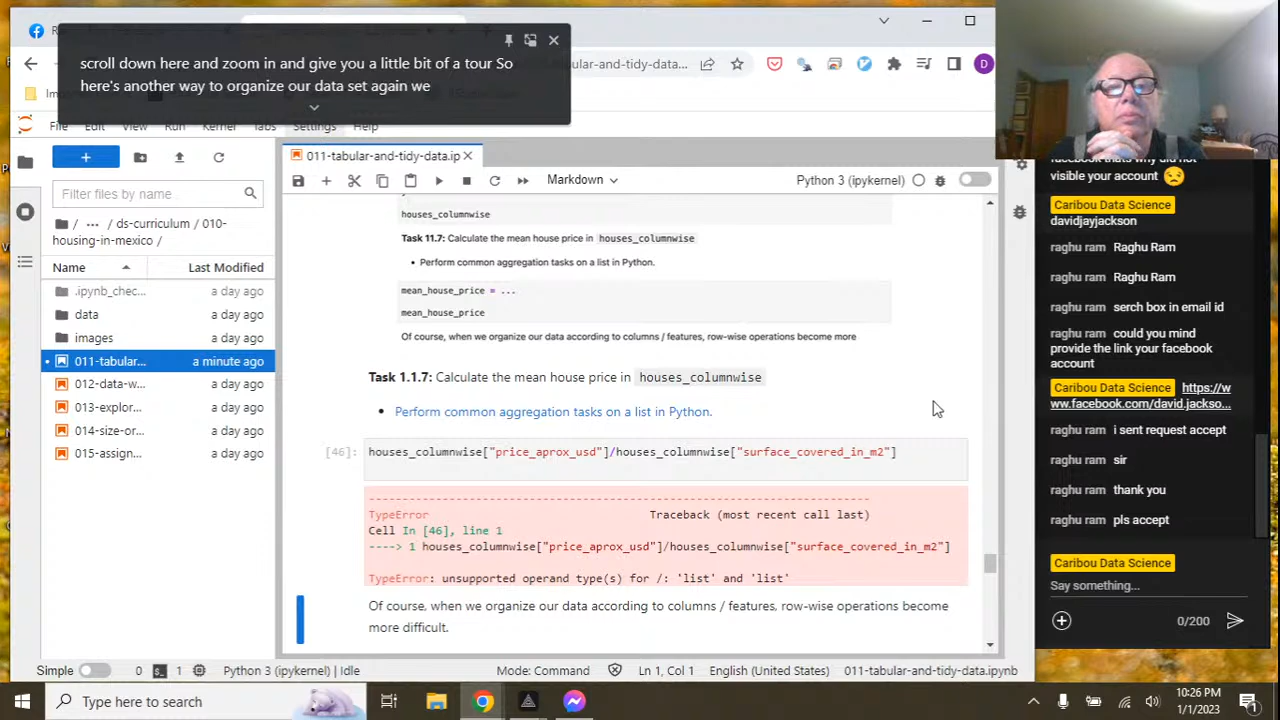 scroll down here and zoom in and give you a little bit of a tour So
here's another way to organize our data set again we
-tabular-and-tidy-data...
D
File Edit View Run Kernel Tabs Settings Help
011-tabular-and-tidy-data.ip
Markdown
Python 3 (ipykernel)
Filter files by name
/ ... / ds-curriculum / 010-
housing-in-mexico /
Name Last Modified
.ipynb_chec... a day ago
data a day ago
images a day ago
011-tabular... a minute ago
012-data-w... a day ago
013-explor... a day ago
014-size-or... a day ago
015-assign... a day ago
houses_columnwise
Task 11.7: Calculate the mean house price in houses_columnwise
• Perform common aggregation tasks on a list in Python.
mean_house_price = ...
mean_house_price
Of course, when we organize our data according to columns / features, row-wise operations become more
Task 1.1.7: Calculate the mean house price in houses_columnwise
• Perform common aggregation tasks on a list in Python.
[46]: houses_columnwise["price_aprox_usd"]/houses_columnwise["surface_covered_in_m2"]
---------------------------------------------------------------------------
TypeError Traceback (most recent call last)
Cell In [46], line 1
----> 1 houses_columnwise["price_aprox_usd"]/houses_columnwise["surface_covered_in_m2"]
TypeError: unsupported operand type(s) for /: 'list' and 'list'
Of course, when we organize our data according to columns / features, row-wise operations become
more difficult.
Simple 0 1 Python 3 (ipykernel) | Idle Mode: Command Ln 1, Col 1 English (United States) 011-tabular-and-tidy-data.ipynb
facebook thats why did not
visible your account
Caribou Data Science
davidjayjackson
raghu ram Raghu Ram
raghu ram Raghu Ram
raghu ram serch box in email id
raghu ram could you mind
provide the link your facebook
account
Caribou Data Science https://w
ww.facebook.com/david.jackso...
raghu ram i sent request accept
raghu ram sir
raghu ram thank you
raghu ram pls accept
Caribou Data Science
Say something...
0/200
Type here to search
10:26 PM
1/1/2023
1